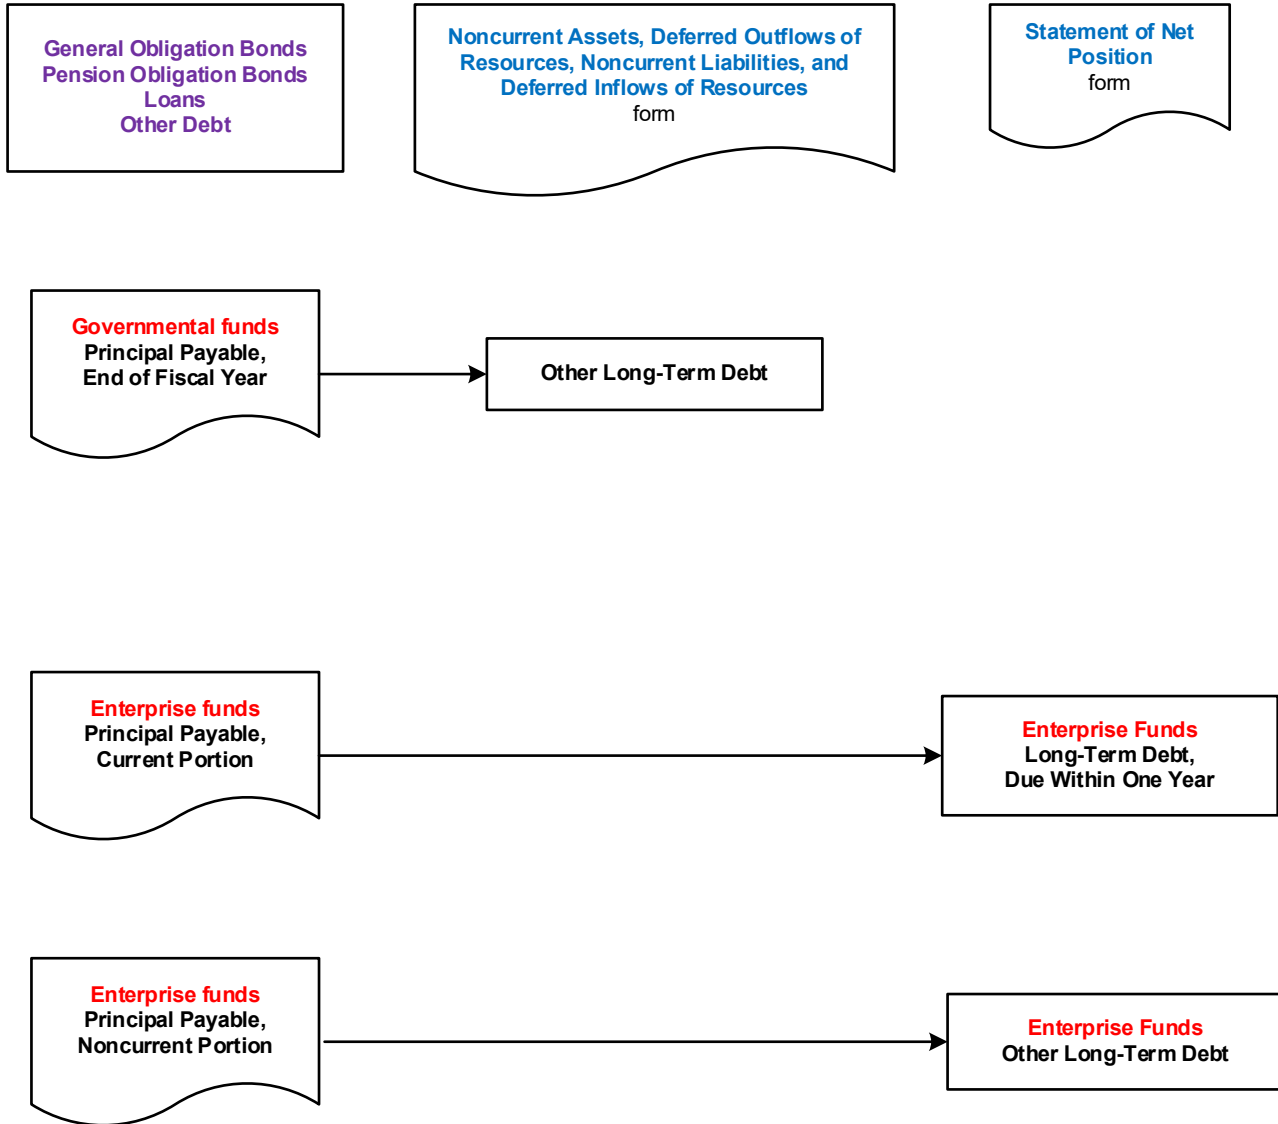 General Obligation Bonds
Pension Obligation Bonds
Loans
Other Debt
Noncurrent Assets, Deferred Outflows of
Resources, Noncurrent Liabilities, and
Deferred Inflows of Resources
form
Statement of Net
Position
form
Governmental funds
Principal Payable,
End of Fiscal Year
Other Long-Term Debt
Enterprise funds
Principal Payable,
Current Portion
Enterprise Funds
Long-Term Debt,
Due Within One Year
Enterprise funds
Principal Payable,
Noncurrent Portion
Enterprise Funds
Other Long-Term Debt